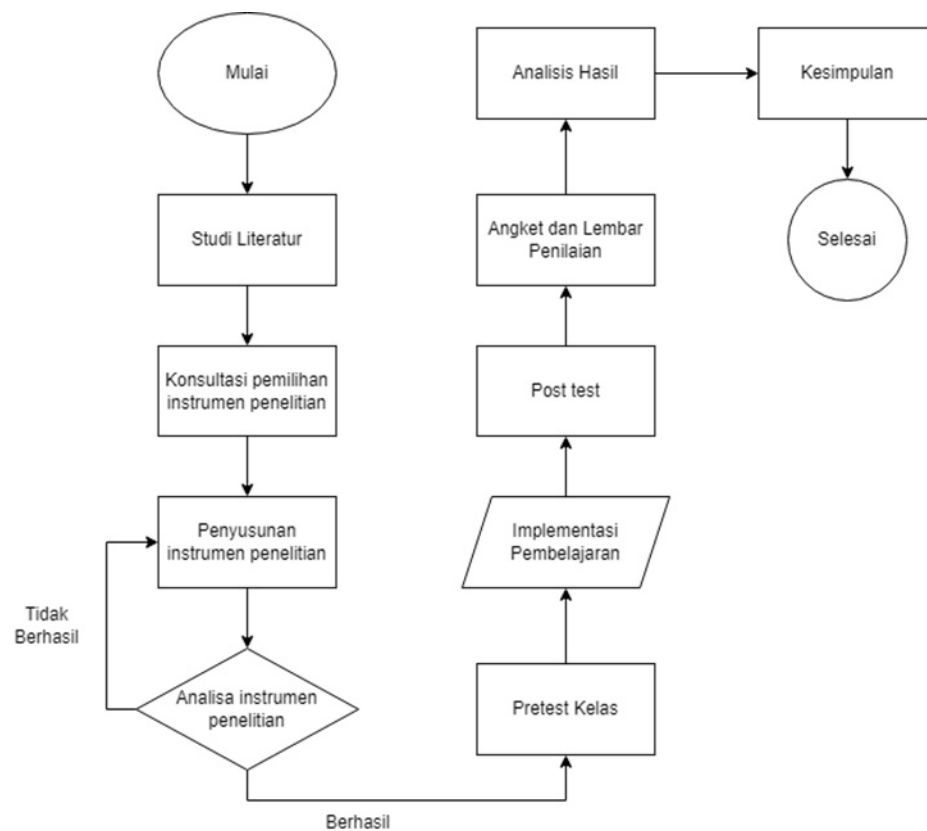 Mulai
Studi Literatur
Konsultasi pemilihan
instrumen penelitian
Penyusunan
instrumen penelitian
Tidak
Berhasil
Analisa instrumen
penelitian
Berhasil
Pretest Kelas
Implementasi
Pembelajaran
Post test
Angket dan Lembar
Penilaian
Analisis Hasil
Kesimpulan
Selesai